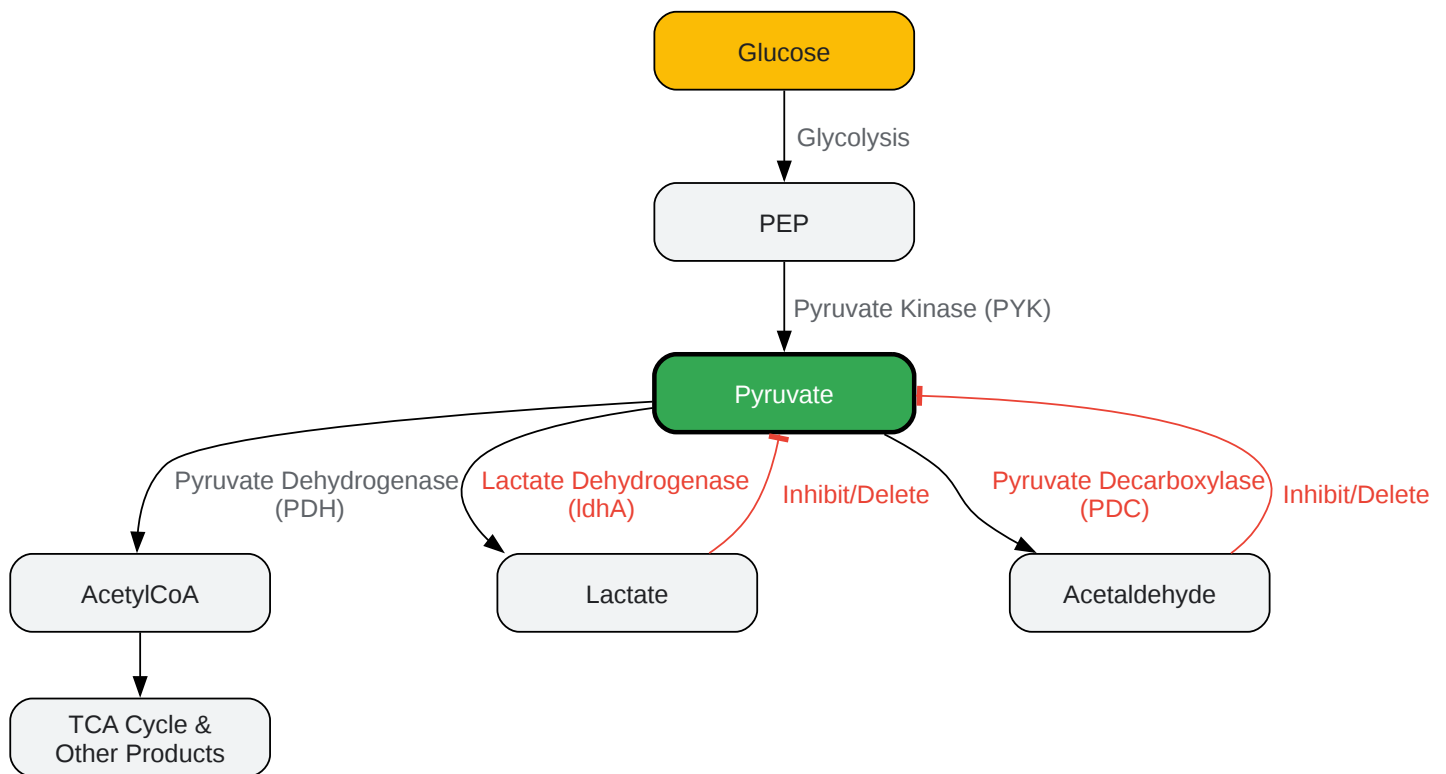 Glucose
Glycolysis
PEP
Pyruvate Kinase (PYK)
Pyruvate
Pyruvate Dehydrogenase
(PDH)
Lactate Dehydrogenase
(ldhA)
Inhibit/Delete
Pyruvate Decarboxylase
(PDC)
Inhibit/Delete
AcetylCoA
Lactate
Acetaldehyde
TCA Cycle &
Other Products